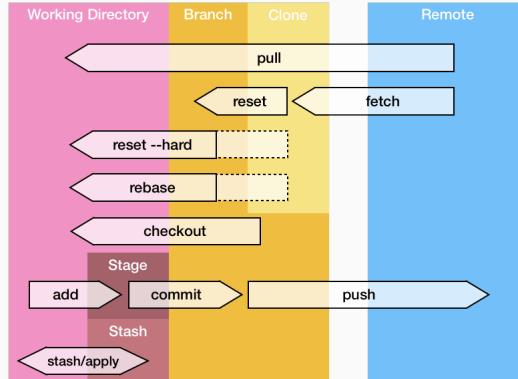 Working Directory Branch Clone Remote
pull
reset fetch
reset --hard
rebase
checkout
Stage
add commit push
Stash
stash/apply